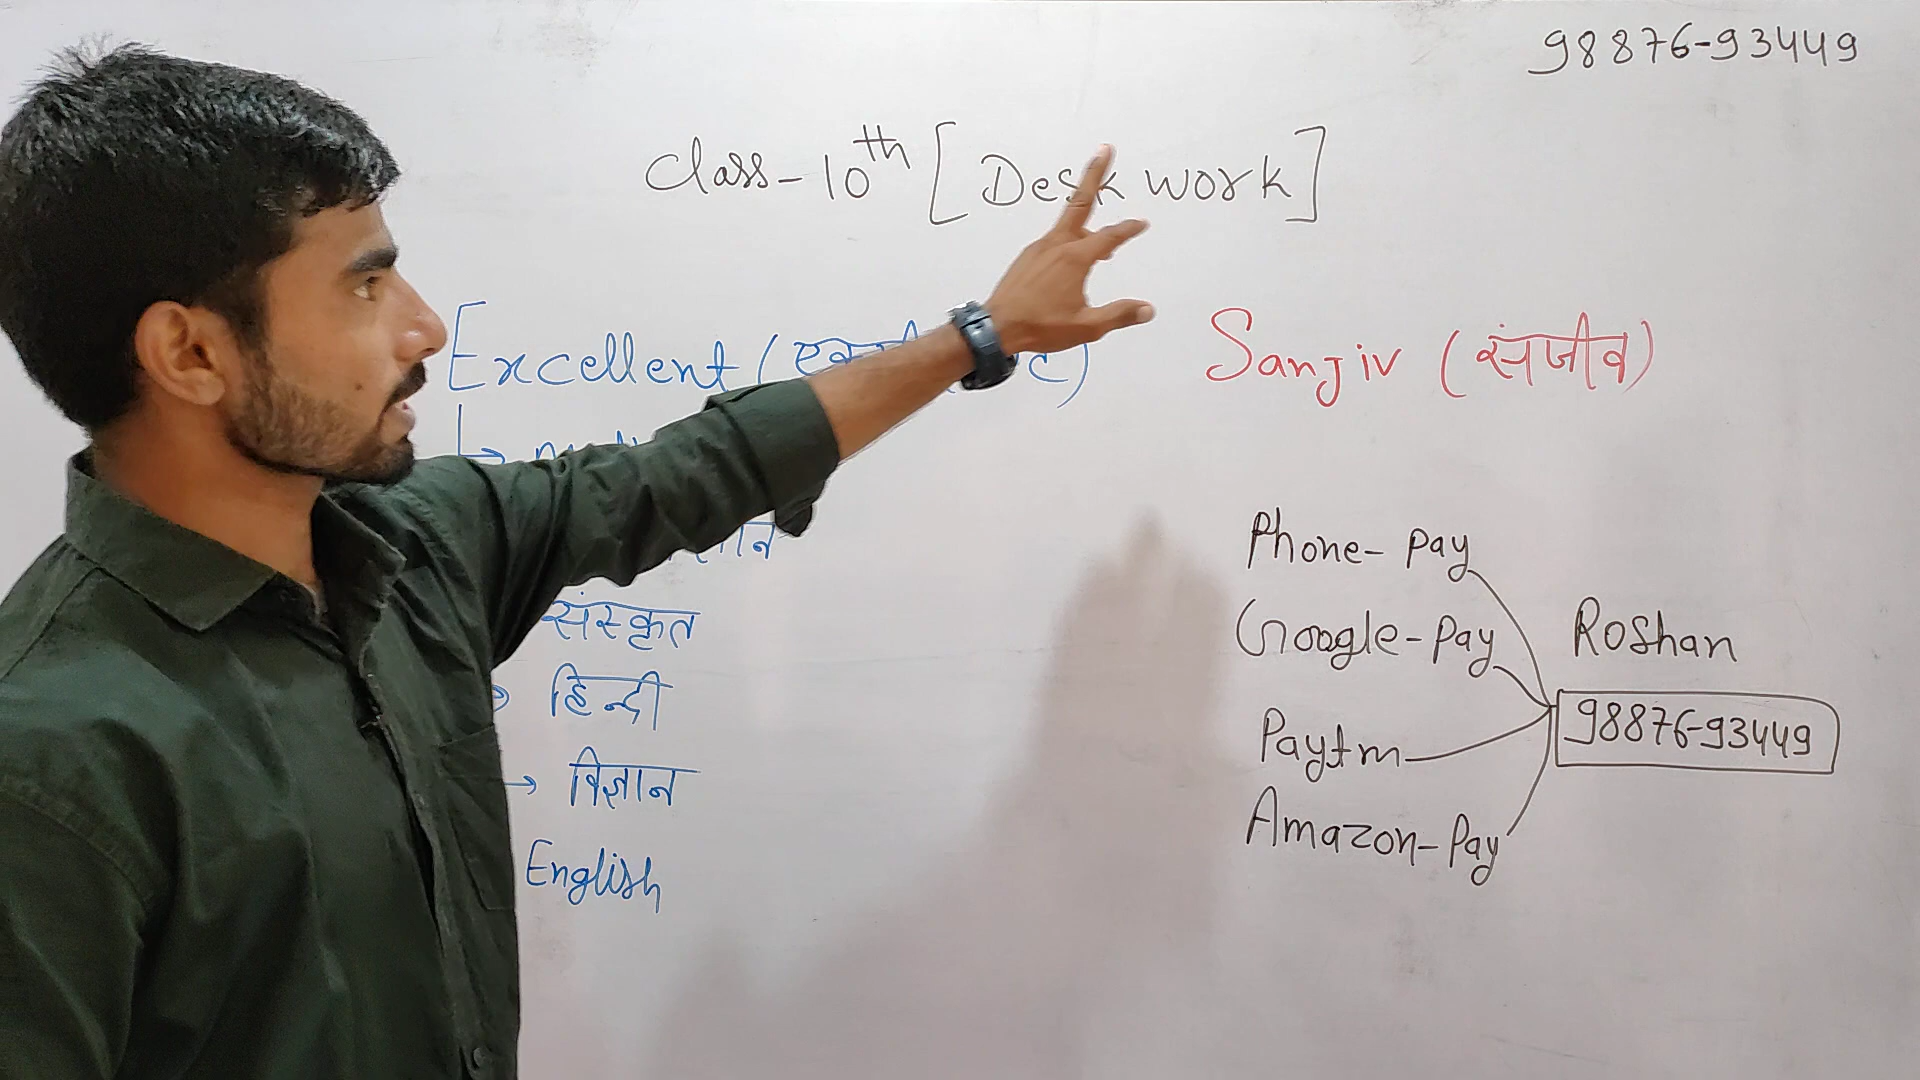 98876-93449
Class-10th [Desk work]
Excellent (
Sanjiv (संजीव)
Phone-Pay
Google-Pay
Roshan
संस्कृत
98876-93449
हिन्दी
Paytm
विज्ञान
Amazon-Pay
English